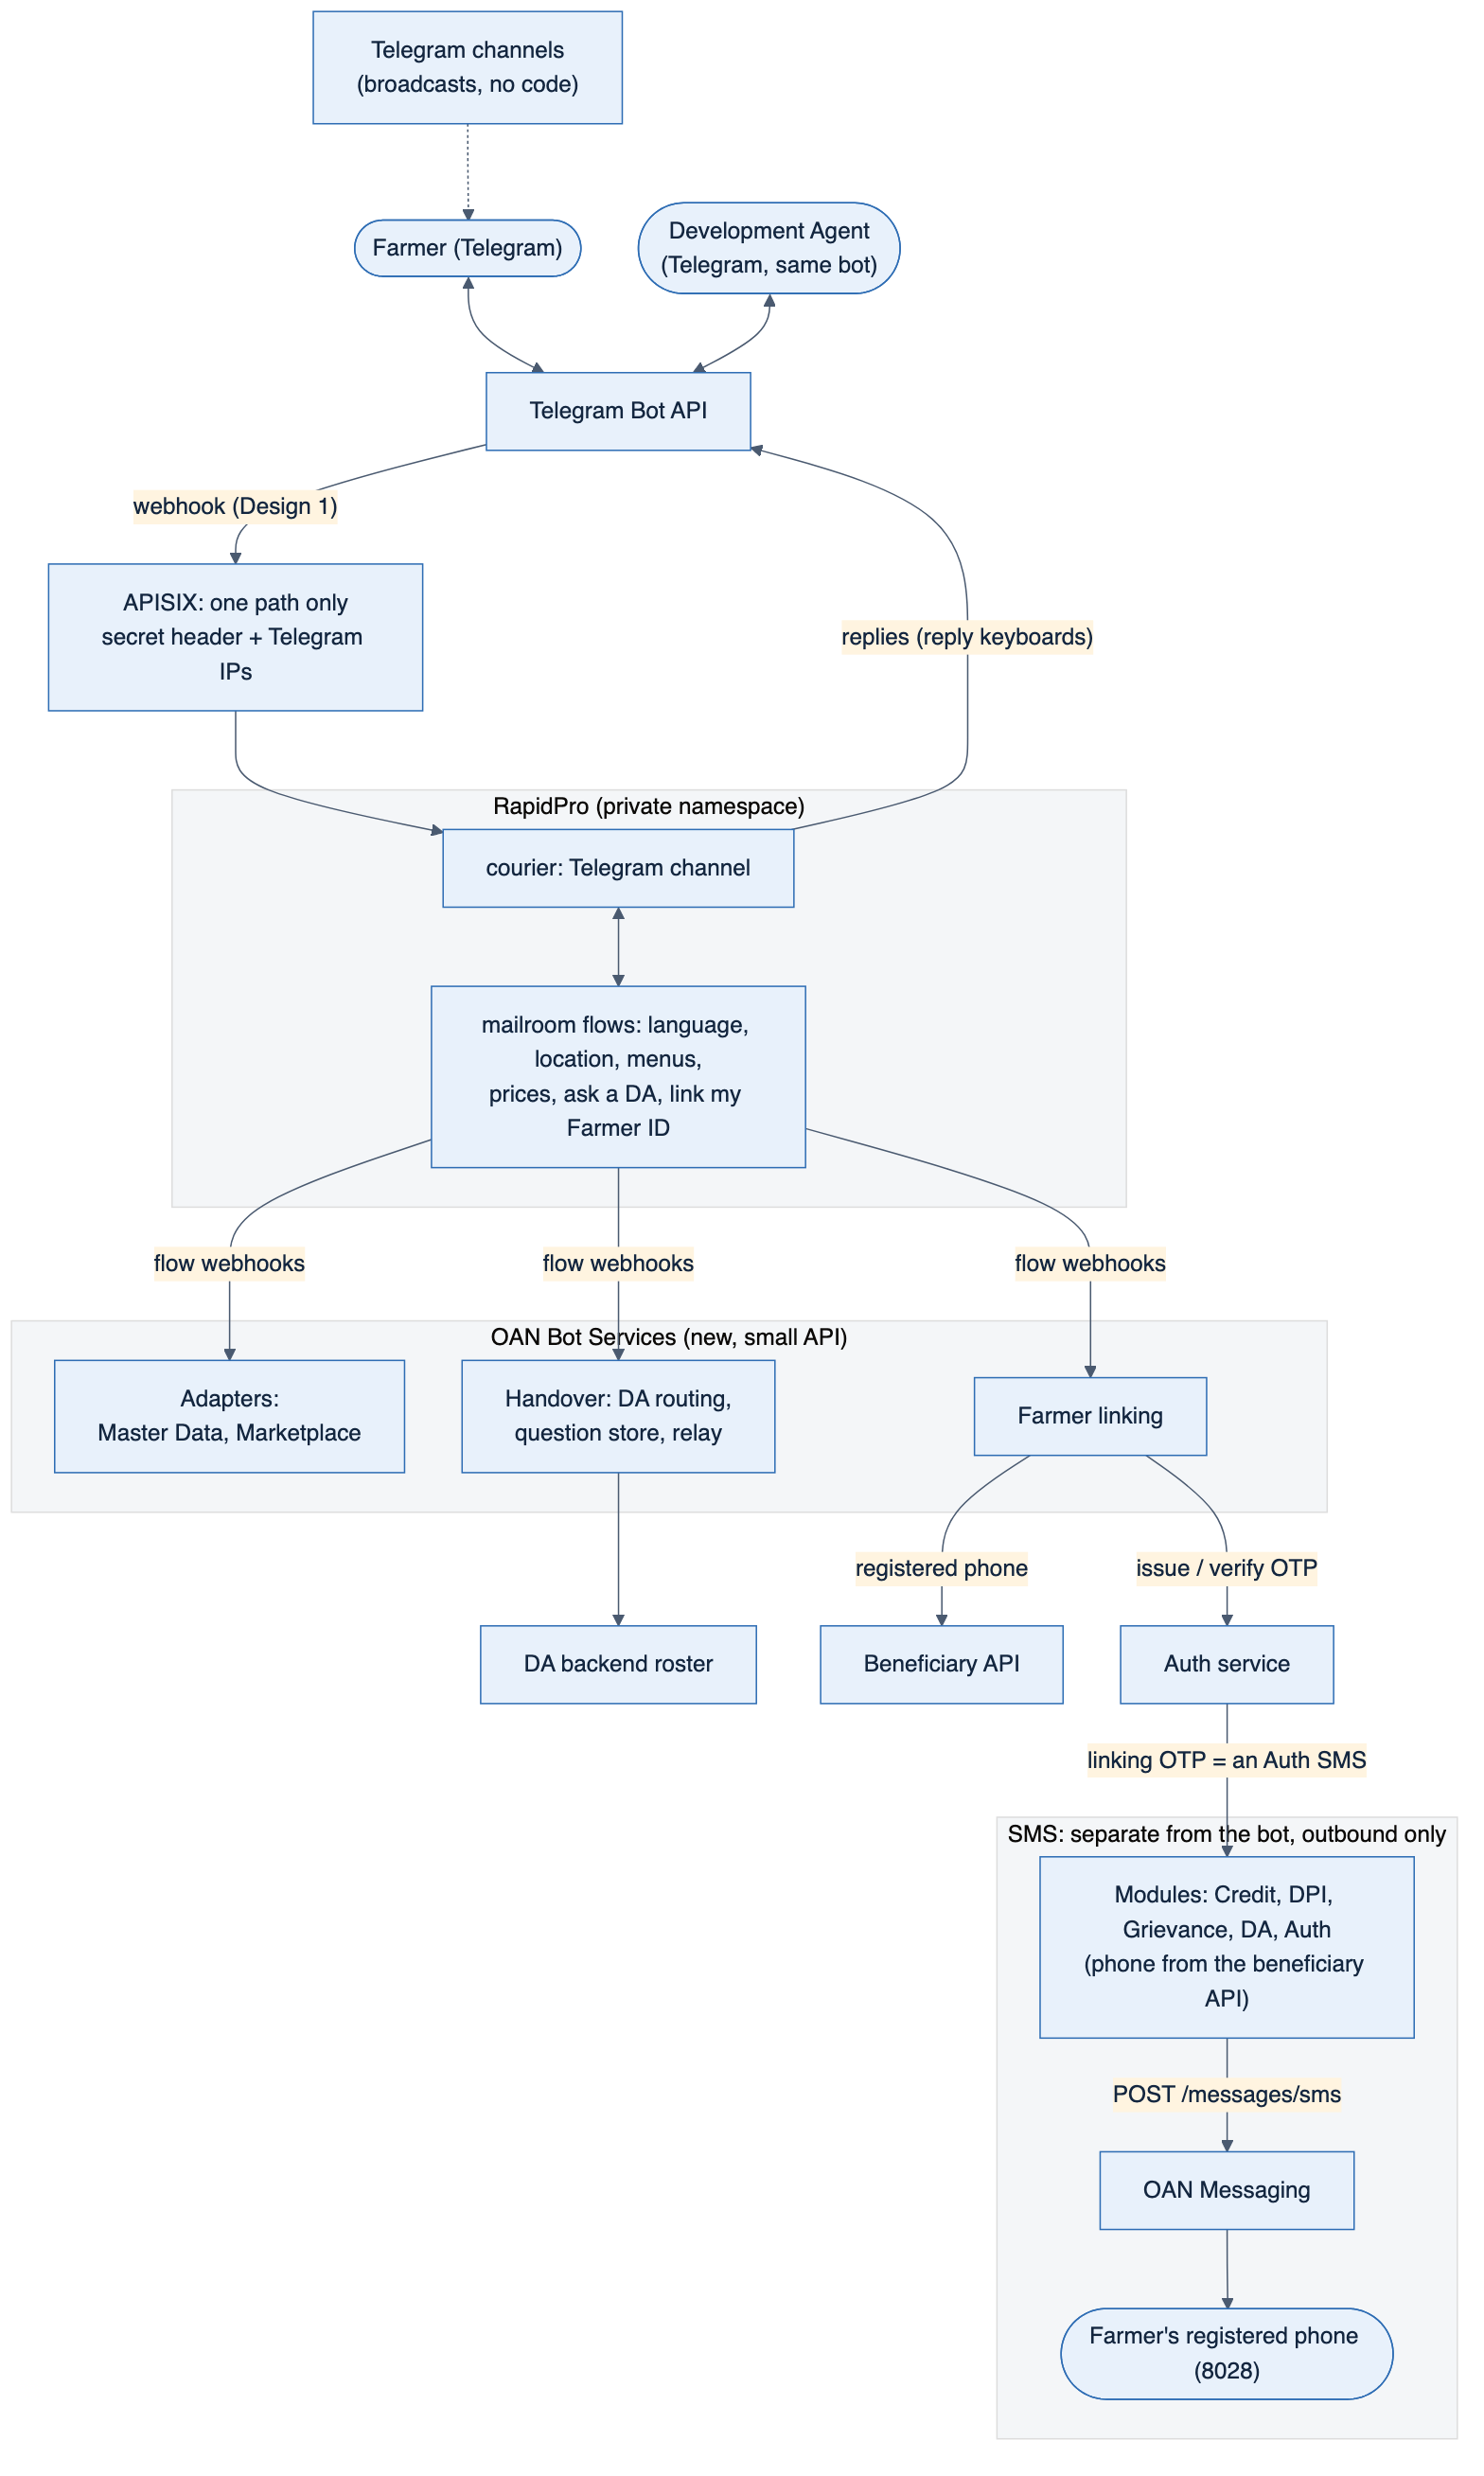 Telegram channels
(broadcasts, no code)
Farmer (Telegram)
Development Agent
(Telegram, same bot)
Telegram Bot API
webhook (Design 1)
APISIX: one path only
secret header + Telegram
IPs
replies (reply keyboards)
RapidPro (private namespace)
courier: Telegram channel
mailroom flows: language,
location, menus,
prices, ask a DA, link my
Farmer ID
flow webhooks
flow webhooks
flow webhooks
OAN Bot Services (new, small API)
Adapters:
Master Data, Marketplace
Handover: DA routing,
question store, relay
Farmer linking
registered phone
issue / verify OTP
DA backend roster
Beneficiary API
Auth service
linking OTP = an Auth SMS
SMS: separate from the bot, outbound only
Modules: Credit, DPI,
Grievance, DA, Auth
(phone from the beneficiary
API)
POST /messages/sms
OAN Messaging
Farmer's registered phone
(8028)